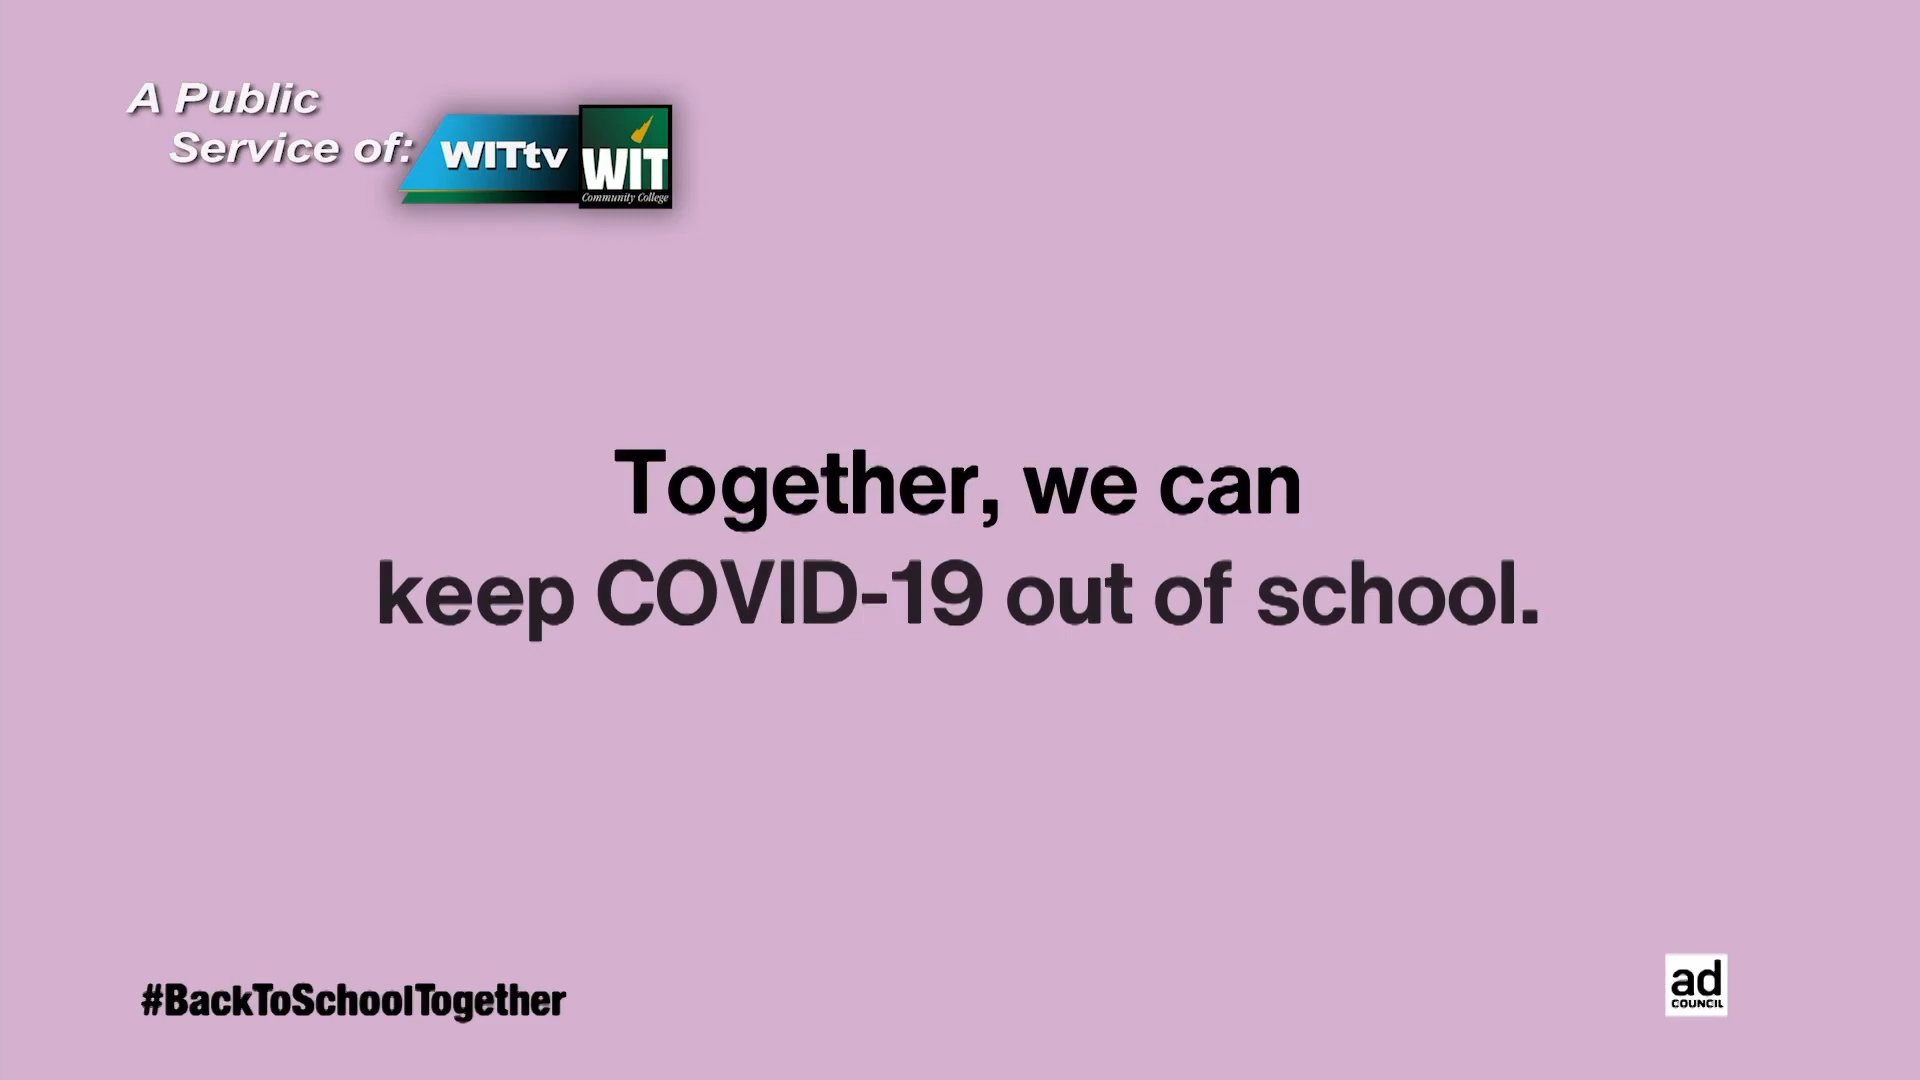 A Public
Service of:
WITtv
WIT
Community College
Together, we can
keep COVID-19 out of school.
#BackToSchoolTogether
ad
COUNCIL